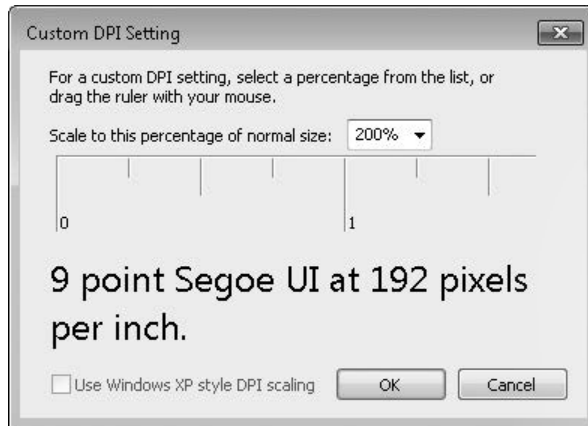 Custom DPI Setting
For a custom DPI setting, select a percentage from the list, or
drag the ruler with your mouse.
Scale to this percentage of normal size: 200%
0 1
9 point Segoe UI at 192 pixels
per inch.
Use Windows XP style DPI scaling OK Cancel